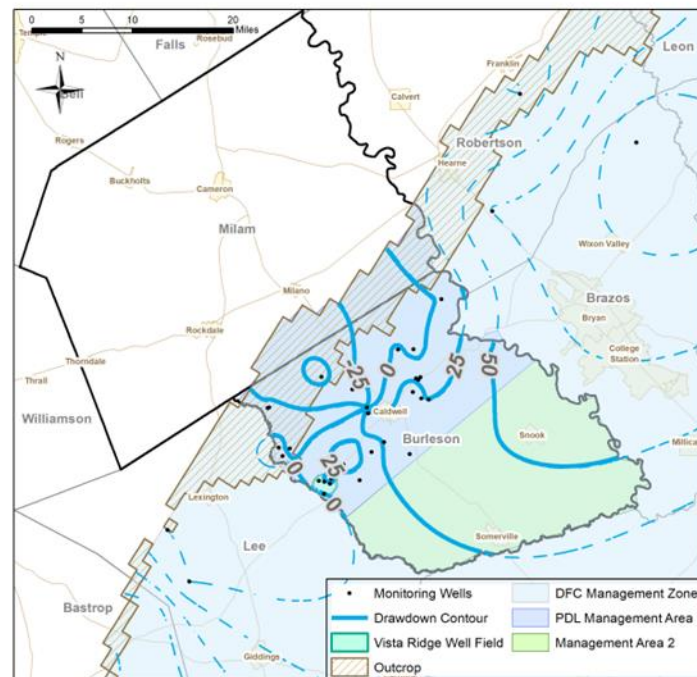 0 5 10 20
Miles
Rosebud
Falls
Leon
N
Bell
Franklin
Calvert
Robertson
Rogers
Buckholts
Hearne
Cameron
Milam
Wixon Valley
Milano
Brazos
Rockdale
Bryan
College
Station
Thorndale
Thrall
-25
0
25
50
Caldwell
Williamson
Burleson
Snook
0
25
0
Lexington
Somerville
Lee
Bastrop
Giddings
Monitoring Wells
Drawdown Contour
Vista Ridge Well Field
Outcrop
DFC Management Zone
PDL Management Area
Management Area 2